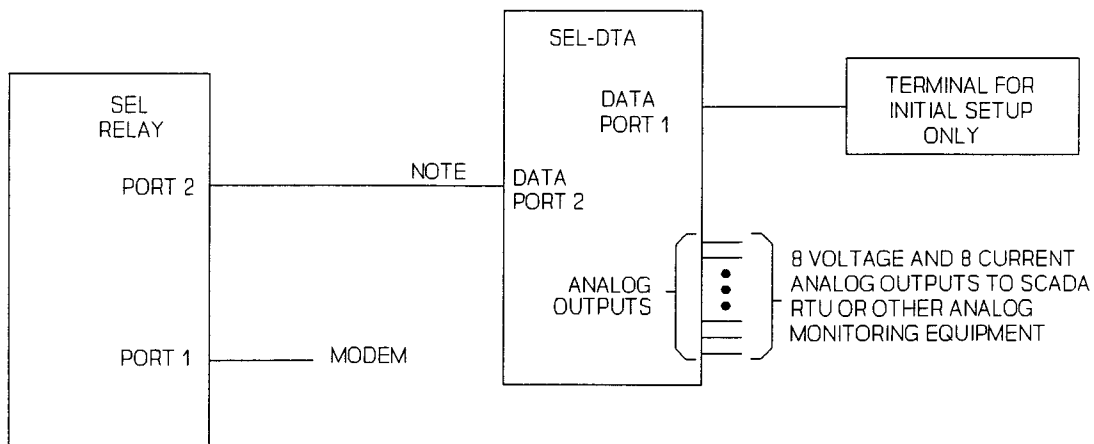 SEL-DTA
SEL
RELAY
DATA
PORT 1
TERMINAL FOR
INITIAL SETUP
ONLY
PORT 2
NOTE
DATA
PORT 2
ANALOG
OUTPUTS
8 VOLTAGE AND 8 CURRENT
ANALOG OUTPUTS TO SCADA
RTU OR OTHER ANALOG
MONITORING EQUIPMENT
PORT 1
MODEM